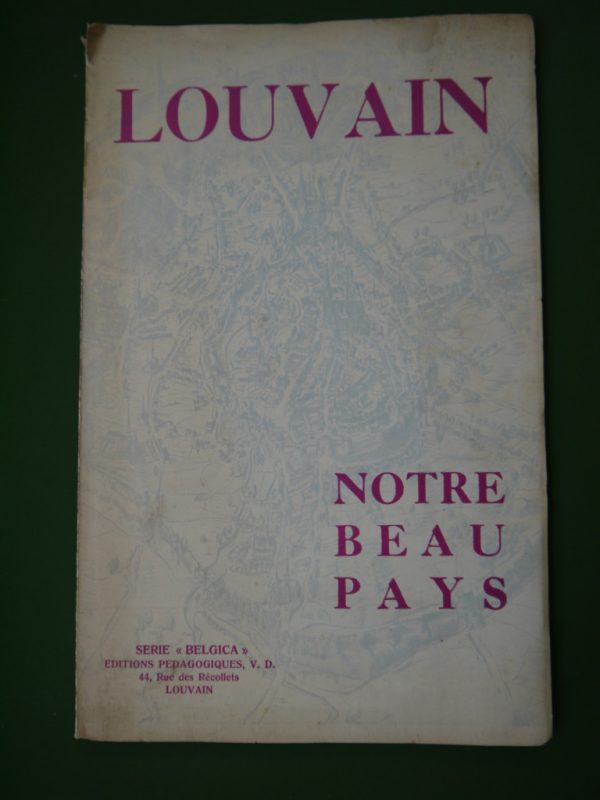 LOUVAIN
NOTRE
BEAU
PAYS
SERIE « BELGICA »
EDITIONS PEDAGOGIQUES, V. D.
44, Rue des Récollets
LOUVAIN